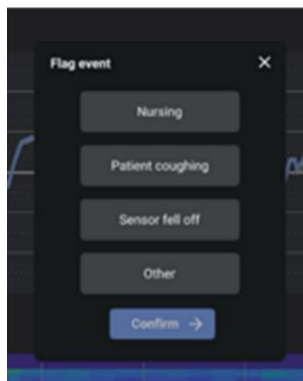 Flag event
Nursing
Patient coughing
Sensor fell off
Other
Confirm